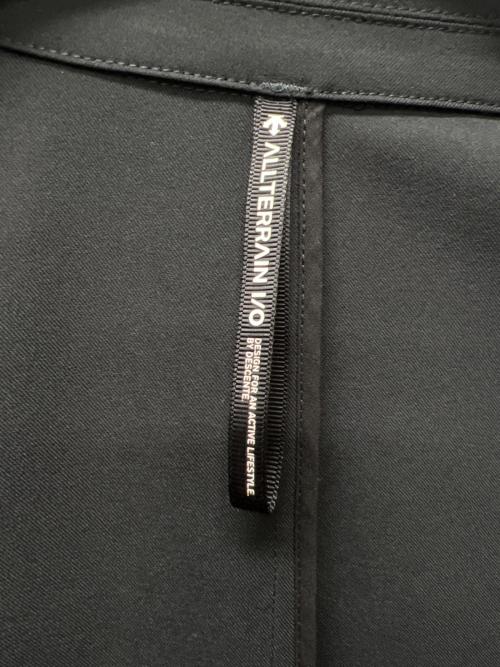 ALLTERRAIN I/O
DESIGN FOR AN ACTIVE LIFESTYLE.
BY DESCENTE.